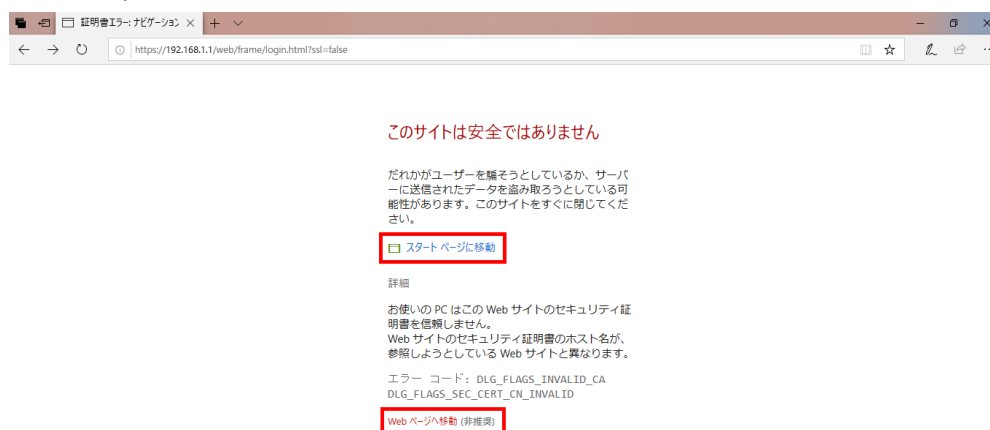 証明書エラー: ナビゲーション
https://192.168.1.1/web/frame/login.html?ssl=false
このサイトは安全ではありません
だれかがユーザーを騙そうとしているか、サーバ
ーに送信されたデータを盗み取ろうとしている可
能性があります。このサイトをすぐに閉じてくだ
さい。
スタート ページに移動
詳細
お使いの PC はこの Web サイトのセキュリティ証
明書を信頼しません。
Web サイトのセキュリティ証明書のホスト名が、
参照しようとしている Web サイトと異なります。
エラー コード: DLG_FLAGS_INVALID_CA
DLG_FLAGS_SEC_CERT_CN_INVALID
Web ページへ移動 (非推奨)